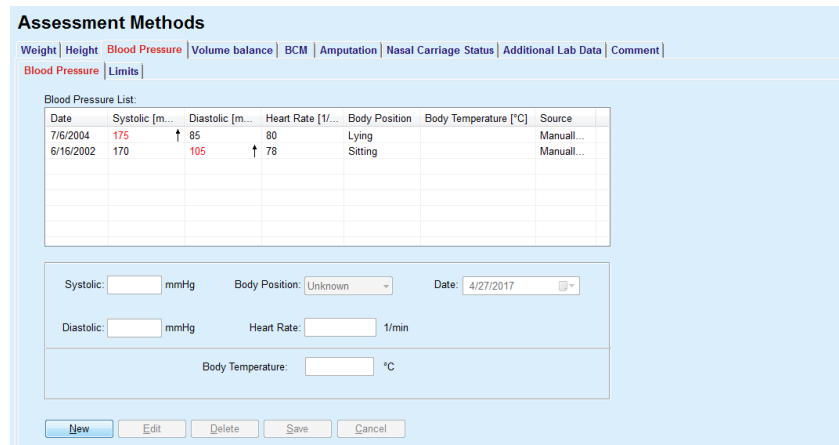 Assessment Methods
Weight Height Blood Pressure Volume balance BCM Amputation Nasal Carriage Status Additional Lab Data Comment
Blood Pressure Limits
Blood Pressure List:
Date Systolic [m... Diastolic [m... Heart Rate [1/... Body Position Body Temperature [°C] Source
7/6/2004 175 85 80 Lying Manuall...
6/16/2002 170 105 78 Sitting Manuall...
Systolic: mmHg Body Position: Unknown Date: 4/27/2017
Diastolic: mmHg Heart Rate: 1/min
Body Temperature: °C
New Edit Delete Save Cancel